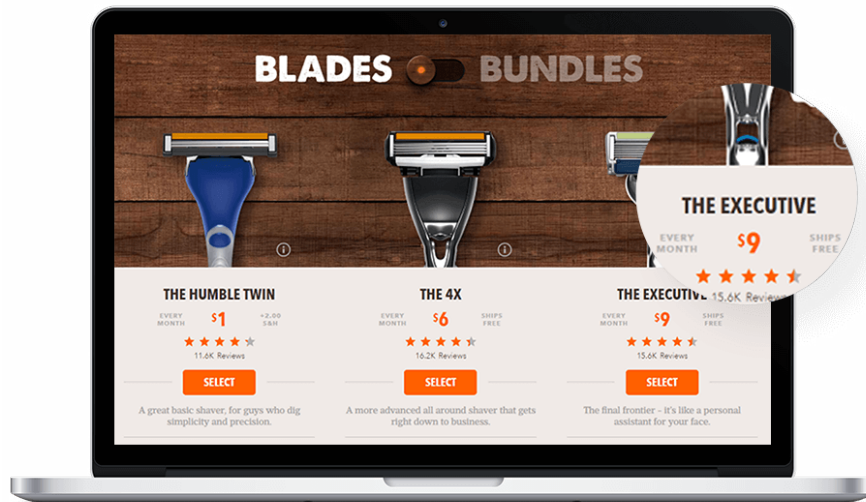 BLADES BUNDLES
THE HUMBLE TWIN
EVERY MONTH $1 +2.00 S&H
11.6K Reviews
SELECT
A great basic shaver, for guys who dig
simplicity and precision.
THE 4X
EVERY MONTH $6 SHIPS FREE
16.2K Reviews
SELECT
A more advanced all around shaver that gets
right down to business.
THE EXECUTIVE
EVERY MONTH $9 SHIPS FREE
15.6K Reviews
SELECT
The final frontier – it's like a personal
assistant for your face.
THE EXECUTIVE
EVERY MONTH $9 SHIPS FREE
15.6K Reviews